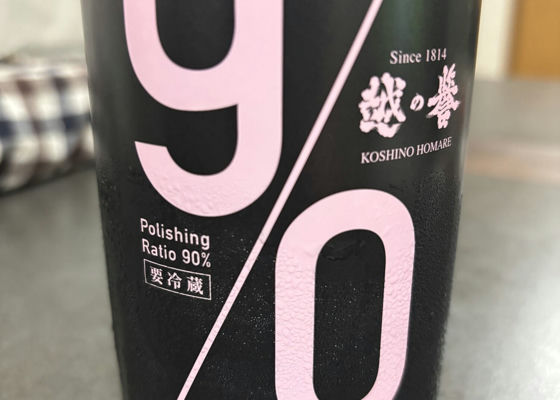 9/0
Since 1814
越の誉
KOSHINO HOMARE
Polishing
Ratio 90%
要冷蔵